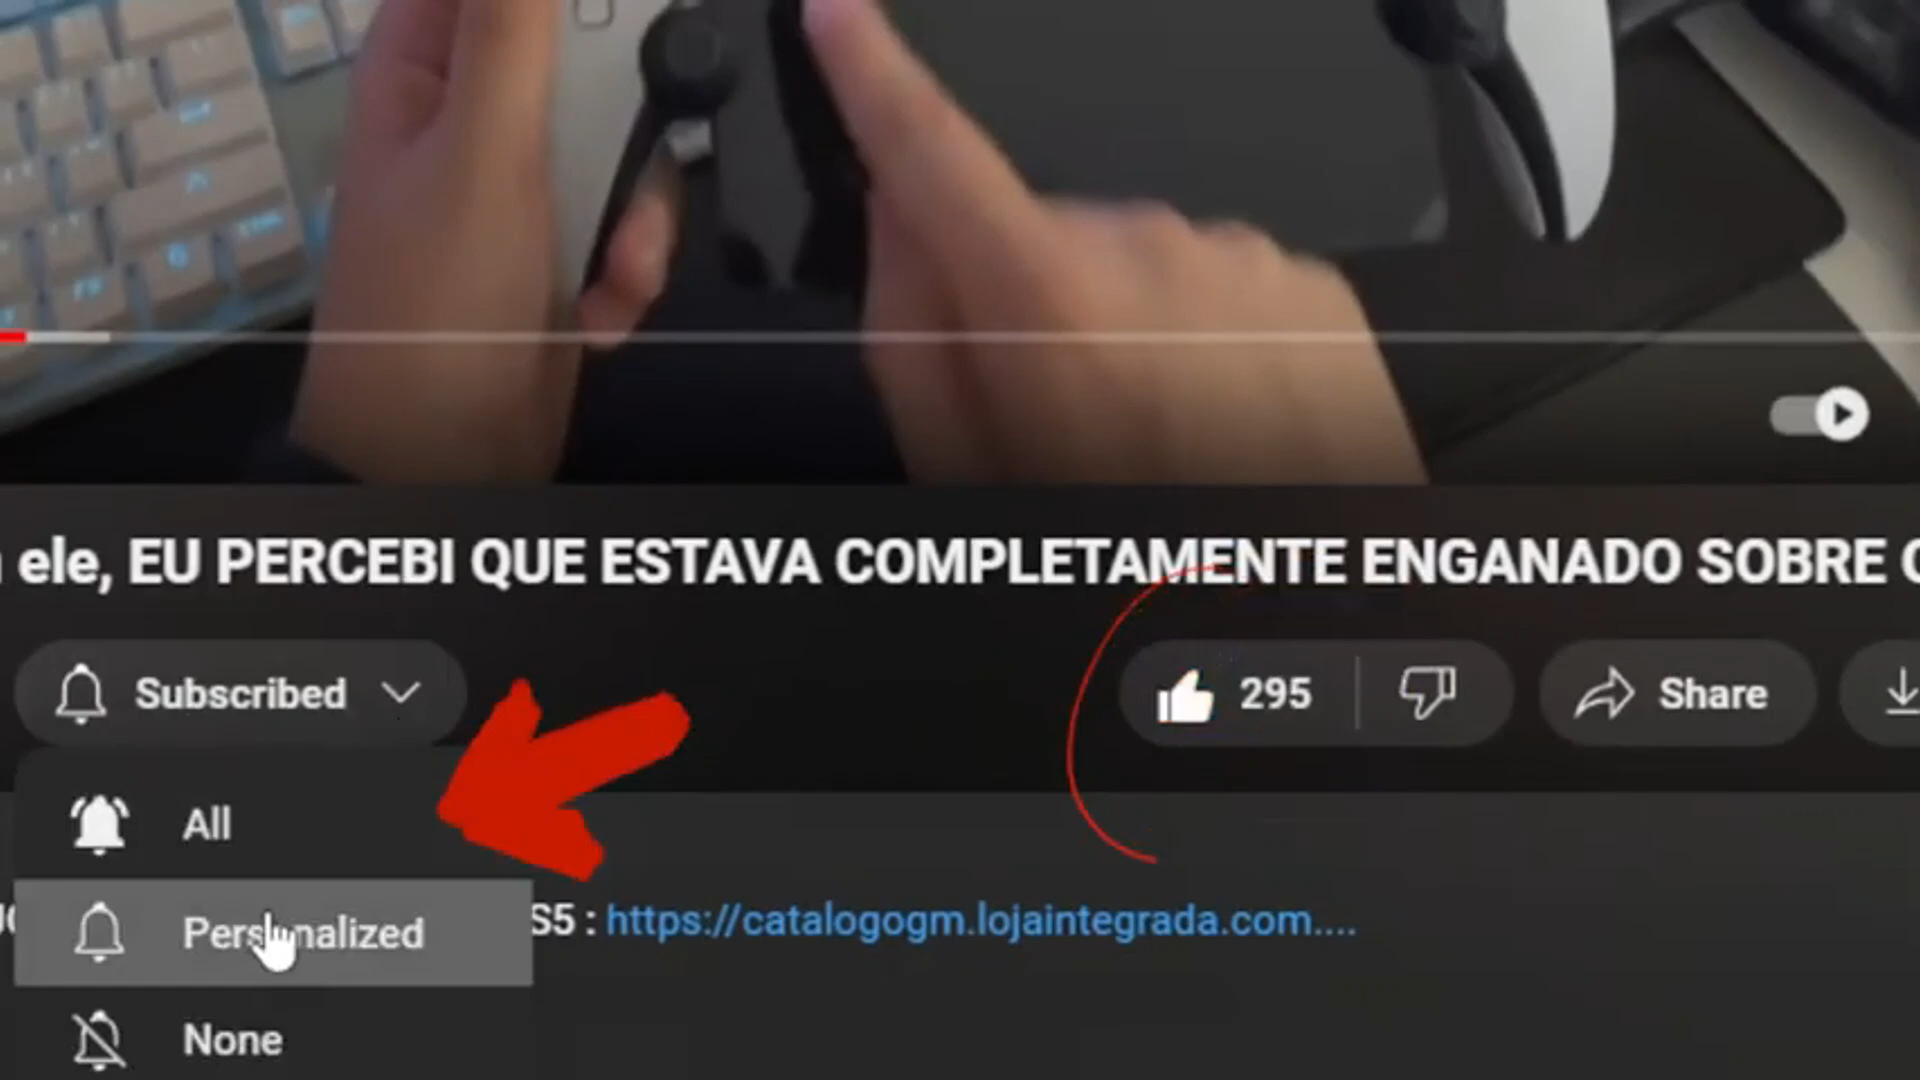 ele, EU PERCEBI QUE ESTAVA COMPLETAMENTE ENGANADO SOBRE
Subscribed
295
Share
All
S5 : https://catalogogm.lojaintegrada.com....
Personalized
None